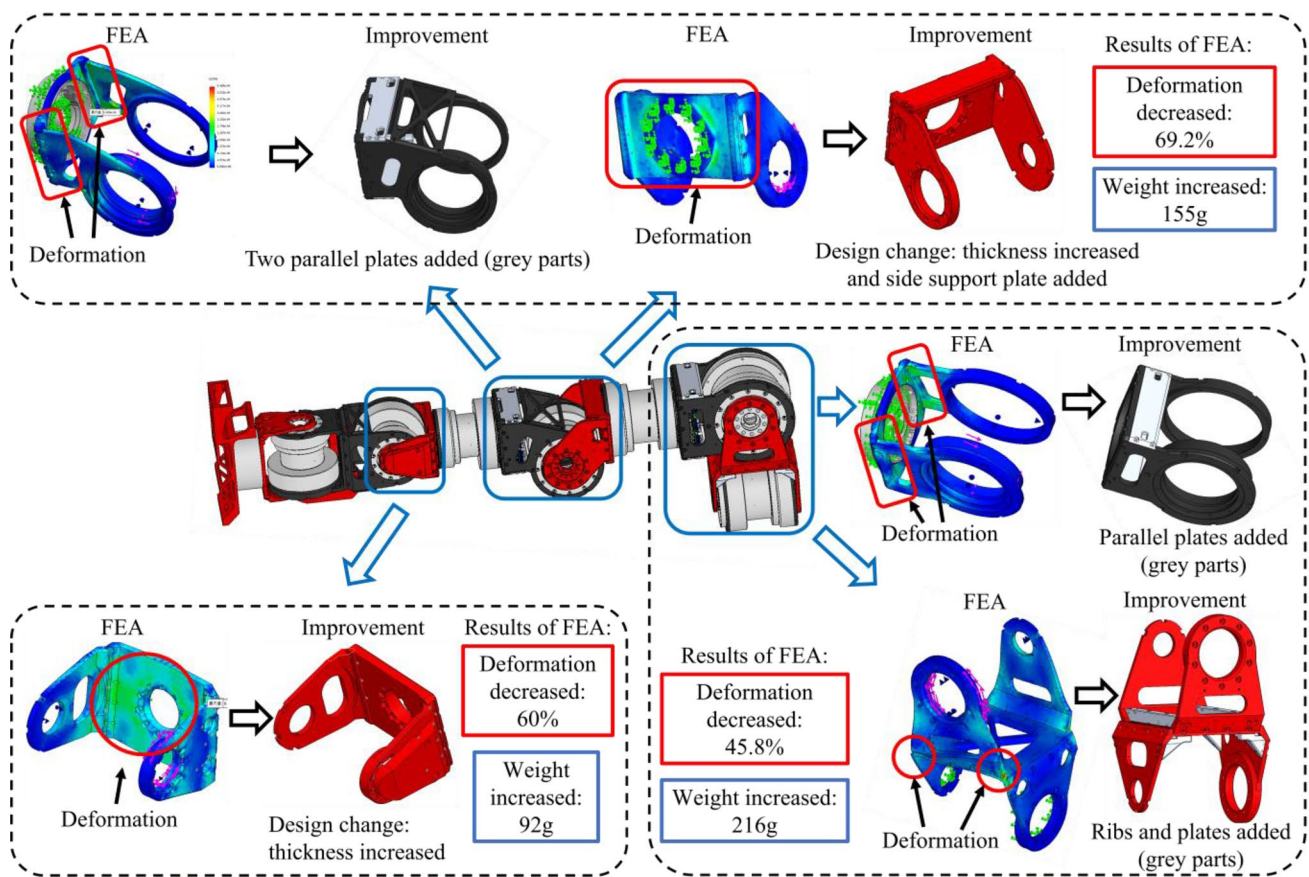 FEA
Improvement
Deformation
Two parallel plates added (grey parts)
FEA
Improvement
Deformation
Design change: thickness increased
and side support plate added
Results of FEA:
Deformation
decreased:
69.2%
Weight increased:
155g
FEA
Improvement
Deformation
Parallel plates added
(grey parts)
FEA
Improvement
Deformation
Design change:
thickness increased
Results of FEA:
Deformation
decreased:
60%
Weight
increased:
92g
Results of FEA:
Deformation
decreased:
45.8%
Weight increased:
216g
FEA
Improvement
Deformation
Ribs and plates added
(grey parts)